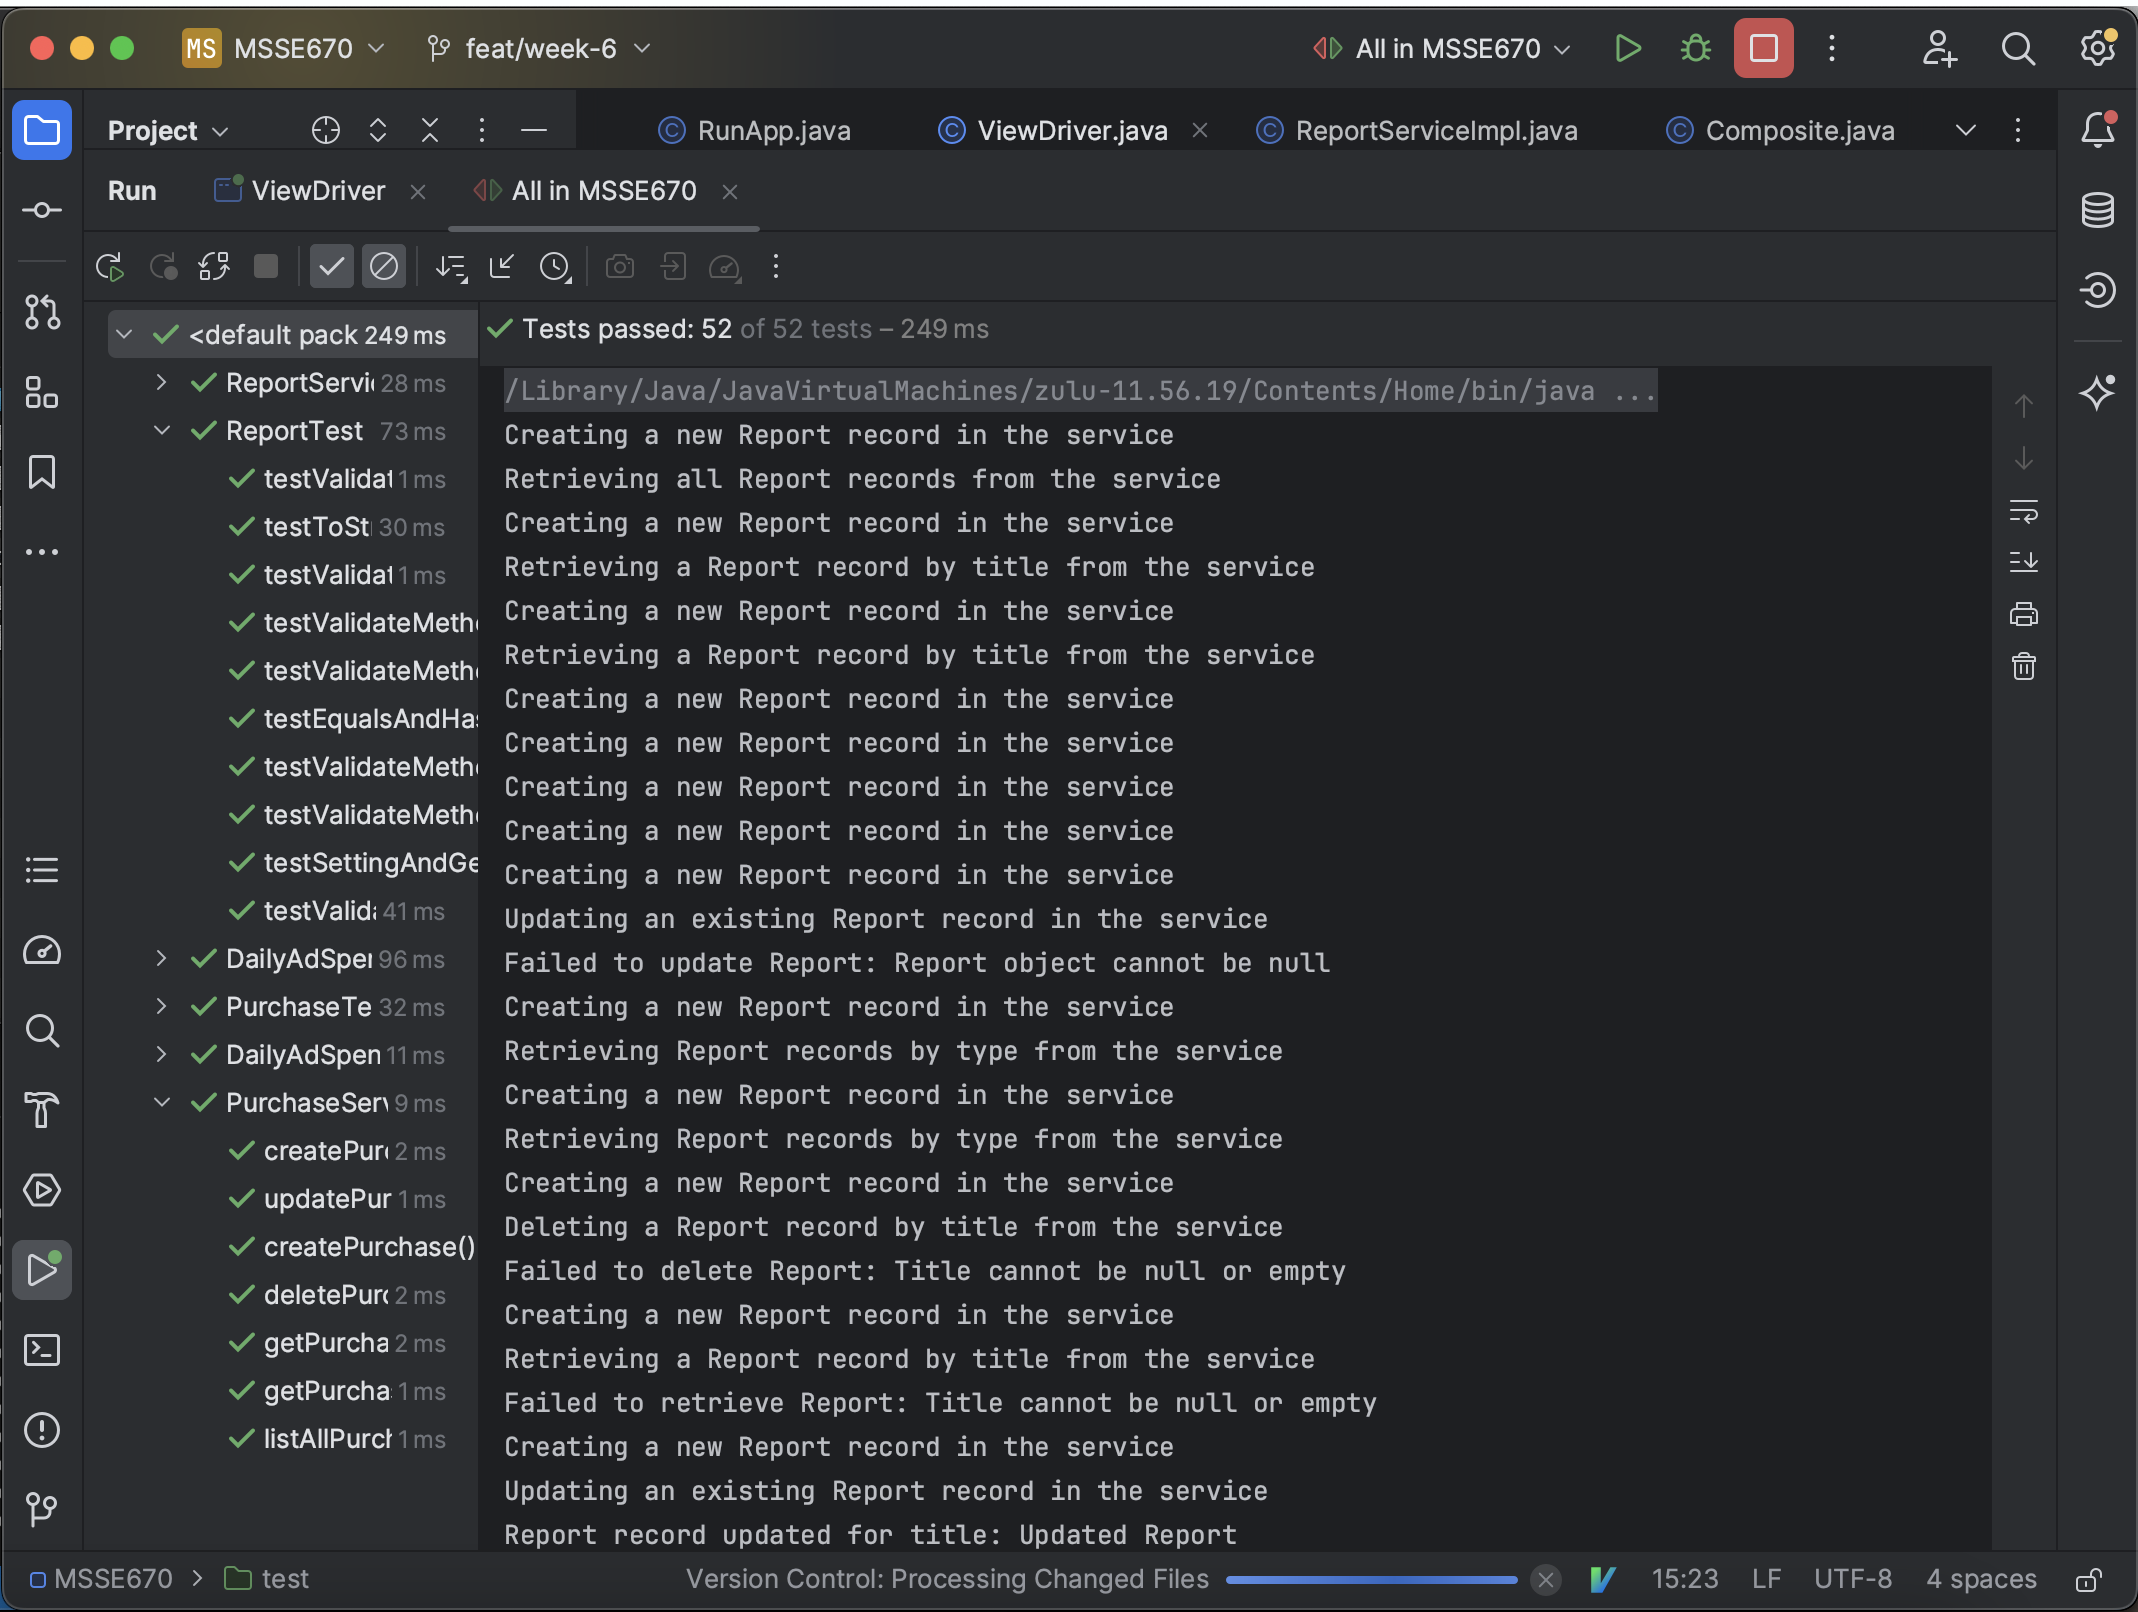 MS MSSE670 feat/week-6 All in MSSE670
Project RunApp.java ViewDriver.java ReportServiceImpl.java Composite.java
Run ViewDriver All in MSSE670
<default pack 249 ms
ReportServi 28 ms
ReportTest 73 ms
testValidat 1 ms
testToSt 30 ms
testValidat 1 ms
testValidateMeth
testValidateMeth
testEqualsAndHas
testValidateMeth
testValidateMeth
testSettingAndGe
testValid 41 ms
DailyAdSpen 96 ms
PurchaseTe 32 ms
DailyAdSpen 11 ms
PurchaseServ 9 ms
createPur 2 ms
updatePur 1 ms
createPurchase()
deletePur 2 ms
getPurcha 2 ms
getPurcha 1 ms
listAllPurch 1 ms
Tests passed: 52 of 52 tests – 249 ms
/Library/Java/JavaVirtualMachines/zulu-11.56.19/Contents/Home/bin/java ...
Creating a new Report record in the service
Retrieving all Report records from the service
Creating a new Report record in the service
Retrieving a Report record by title from the service
Creating a new Report record in the service
Retrieving a Report record by title from the service
Creating a new Report record in the service
Creating a new Report record in the service
Creating a new Report record in the service
Creating a new Report record in the service
Creating a new Report record in the service
Updating an existing Report record in the service
Failed to update Report: Report object cannot be null
Creating a new Report record in the service
Retrieving Report records by type from the service
Creating a new Report record in the service
Retrieving Report records by type from the service
Creating a new Report record in the service
Deleting a Report record by title from the service
Failed to delete Report: Title cannot be null or empty
Creating a new Report record in the service
Retrieving a Report record by title from the service
Failed to retrieve Report: Title cannot be null or empty
Creating a new Report record in the service
Updating an existing Report record in the service
Report record updated for title: Updated Report
MSSE670 > test Version Control: Processing Changed Files 15:23 LF UTF-8 4 spaces